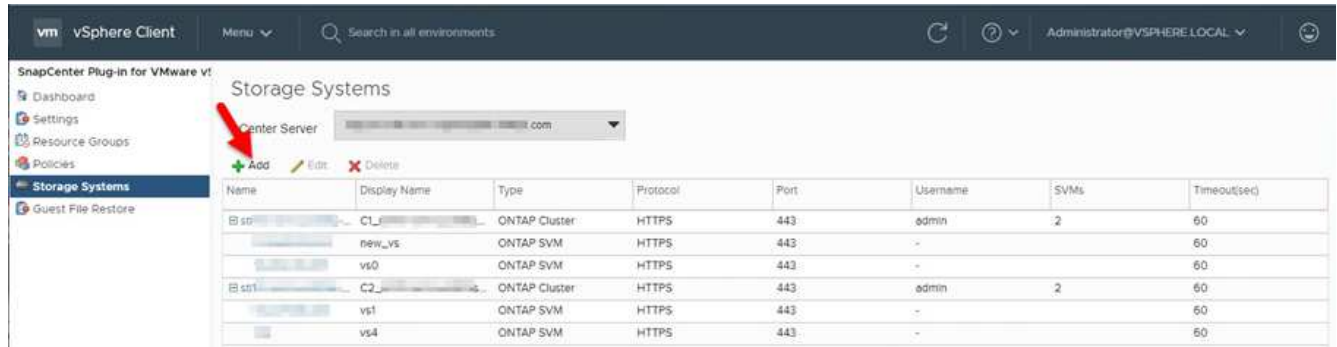 vm vSphere Client Menu Search in all environments Administrator@VSPHERE.LOCAL
SnapCenter Plug-in for VMware
Dashboard
Settings
Resource Groups
Policies
Storage Systems
Guest File Restore
Storage Systems
Center Server com
Add Edit Delete
Name Display Name Type Protocol Port Username SVMs Timeout(sec)
C1_ ONTAP Cluster HTTPS 443 admin 2 60
new_vs ONTAP SVM HTTPS 443 - 60
vs0 ONTAP SVM HTTPS 443 - 60
C2_ ONTAP Cluster HTTPS 443 admin 2 60
vs1 ONTAP SVM HTTPS 443 - 60
vs4 ONTAP SVM HTTPS 443 - 60